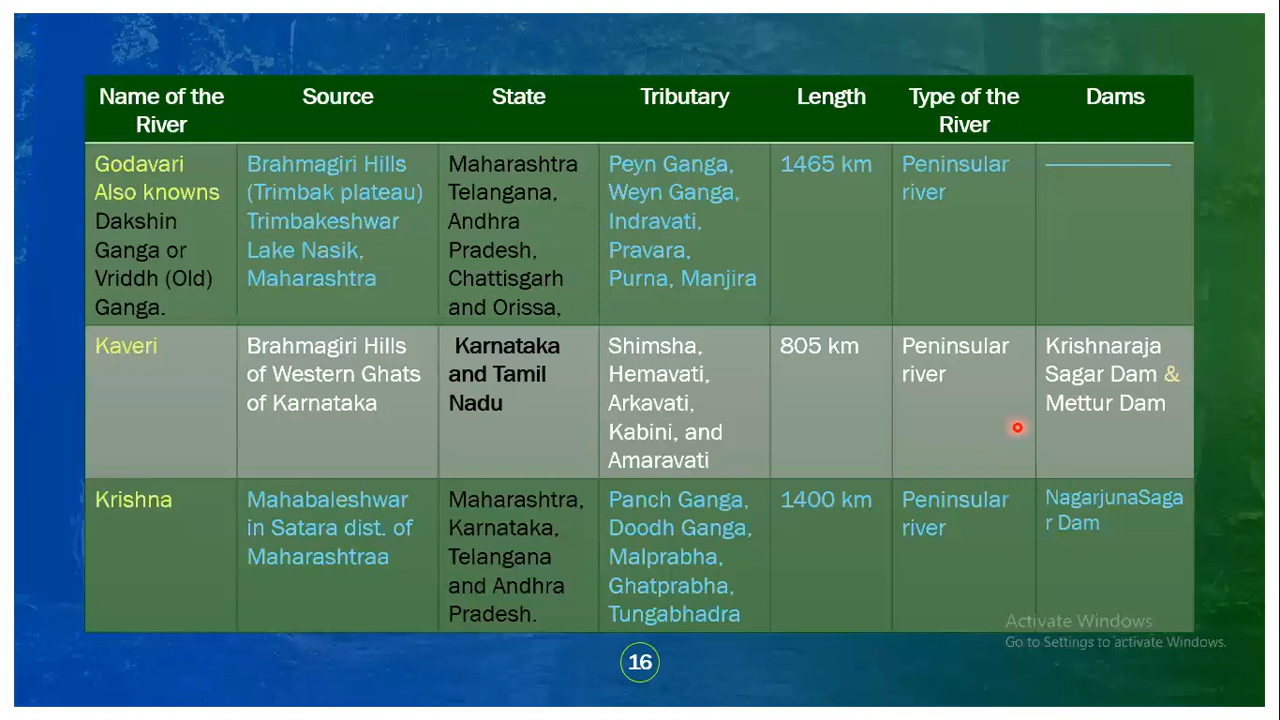 Name of the
River
Source
State
Tributary
Length
Type of the
River
Dams
Godavari
Also knowns
Dakshin
Ganga or
Vriddh (Old)
Ganga.
Brahmagiri Hills
(Trimbak plateau)
Trimbakeshwar
Lake Nasik,
Maharashtra
Maharashtra
Telangana,
Andhra
Pradesh,
Chattisgarh
and Orissa,
Peyn Ganga,
Weyn Ganga,
Indravati,
Pravara,
Purna, Manjira
1465 km
Peninsular
river
Kaveri
Brahmagiri Hills
of Western Ghats
of Karnataka
Karnataka
and Tamil
Nadu
Shimsha,
Hemavati,
Arkavati,
Kabini, and
Amaravati
805 km
Peninsular
river
Krishnaraja
Sagar Dam &
Mettur Dam
Krishna
Mahabaleshwar
in Satara dist. of
Maharashtraa
Maharashtra,
Karnataka,
Telangana
and Andhra
Pradesh.
Panch Ganga,
Doodh Ganga,
Malprabha,
Ghatprabha,
Tungabhadra
1400 km
Peninsular
river
NagarjunaSaga
r Dam
Activate Windows
Go to Settings to activate Windows.
16